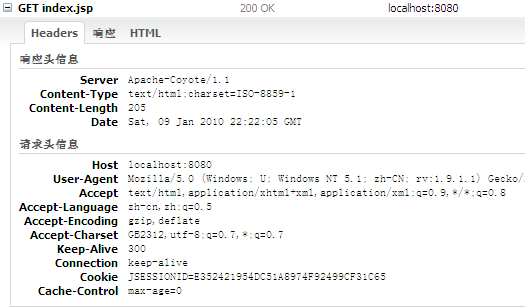 GET index.jsp 200 OK localhost:8080
Headers 响应 HTML
响应头信息
Server Apache-Coyote/1.1
Content-Type text/html;charset=ISO-8859-1
Content-Length 205
Date Sat, 09 Jan 2010 22:22:05 GMT
请求头信息
Host localhost:8080
User-Agent Mozilla/5.0 (Windows; U; Windows NT 5.1; zh-CN; rv:1.9.1.1) Gecko/
Accept text/html,application/xhtml+xml,application/xml;q=0.9,*/*;q=0.8
Accept-Language zh-cn,zh;q=0.5
Accept-Encoding gzip,deflate
Accept-Charset GB2312,utf-8;q=0.7,*;q=0.7
Keep-Alive 300
Connection keep-alive
Cookie JSESSIONID=E352421954DC51A8974F92499CF31C65
Cache-Control max-age=0